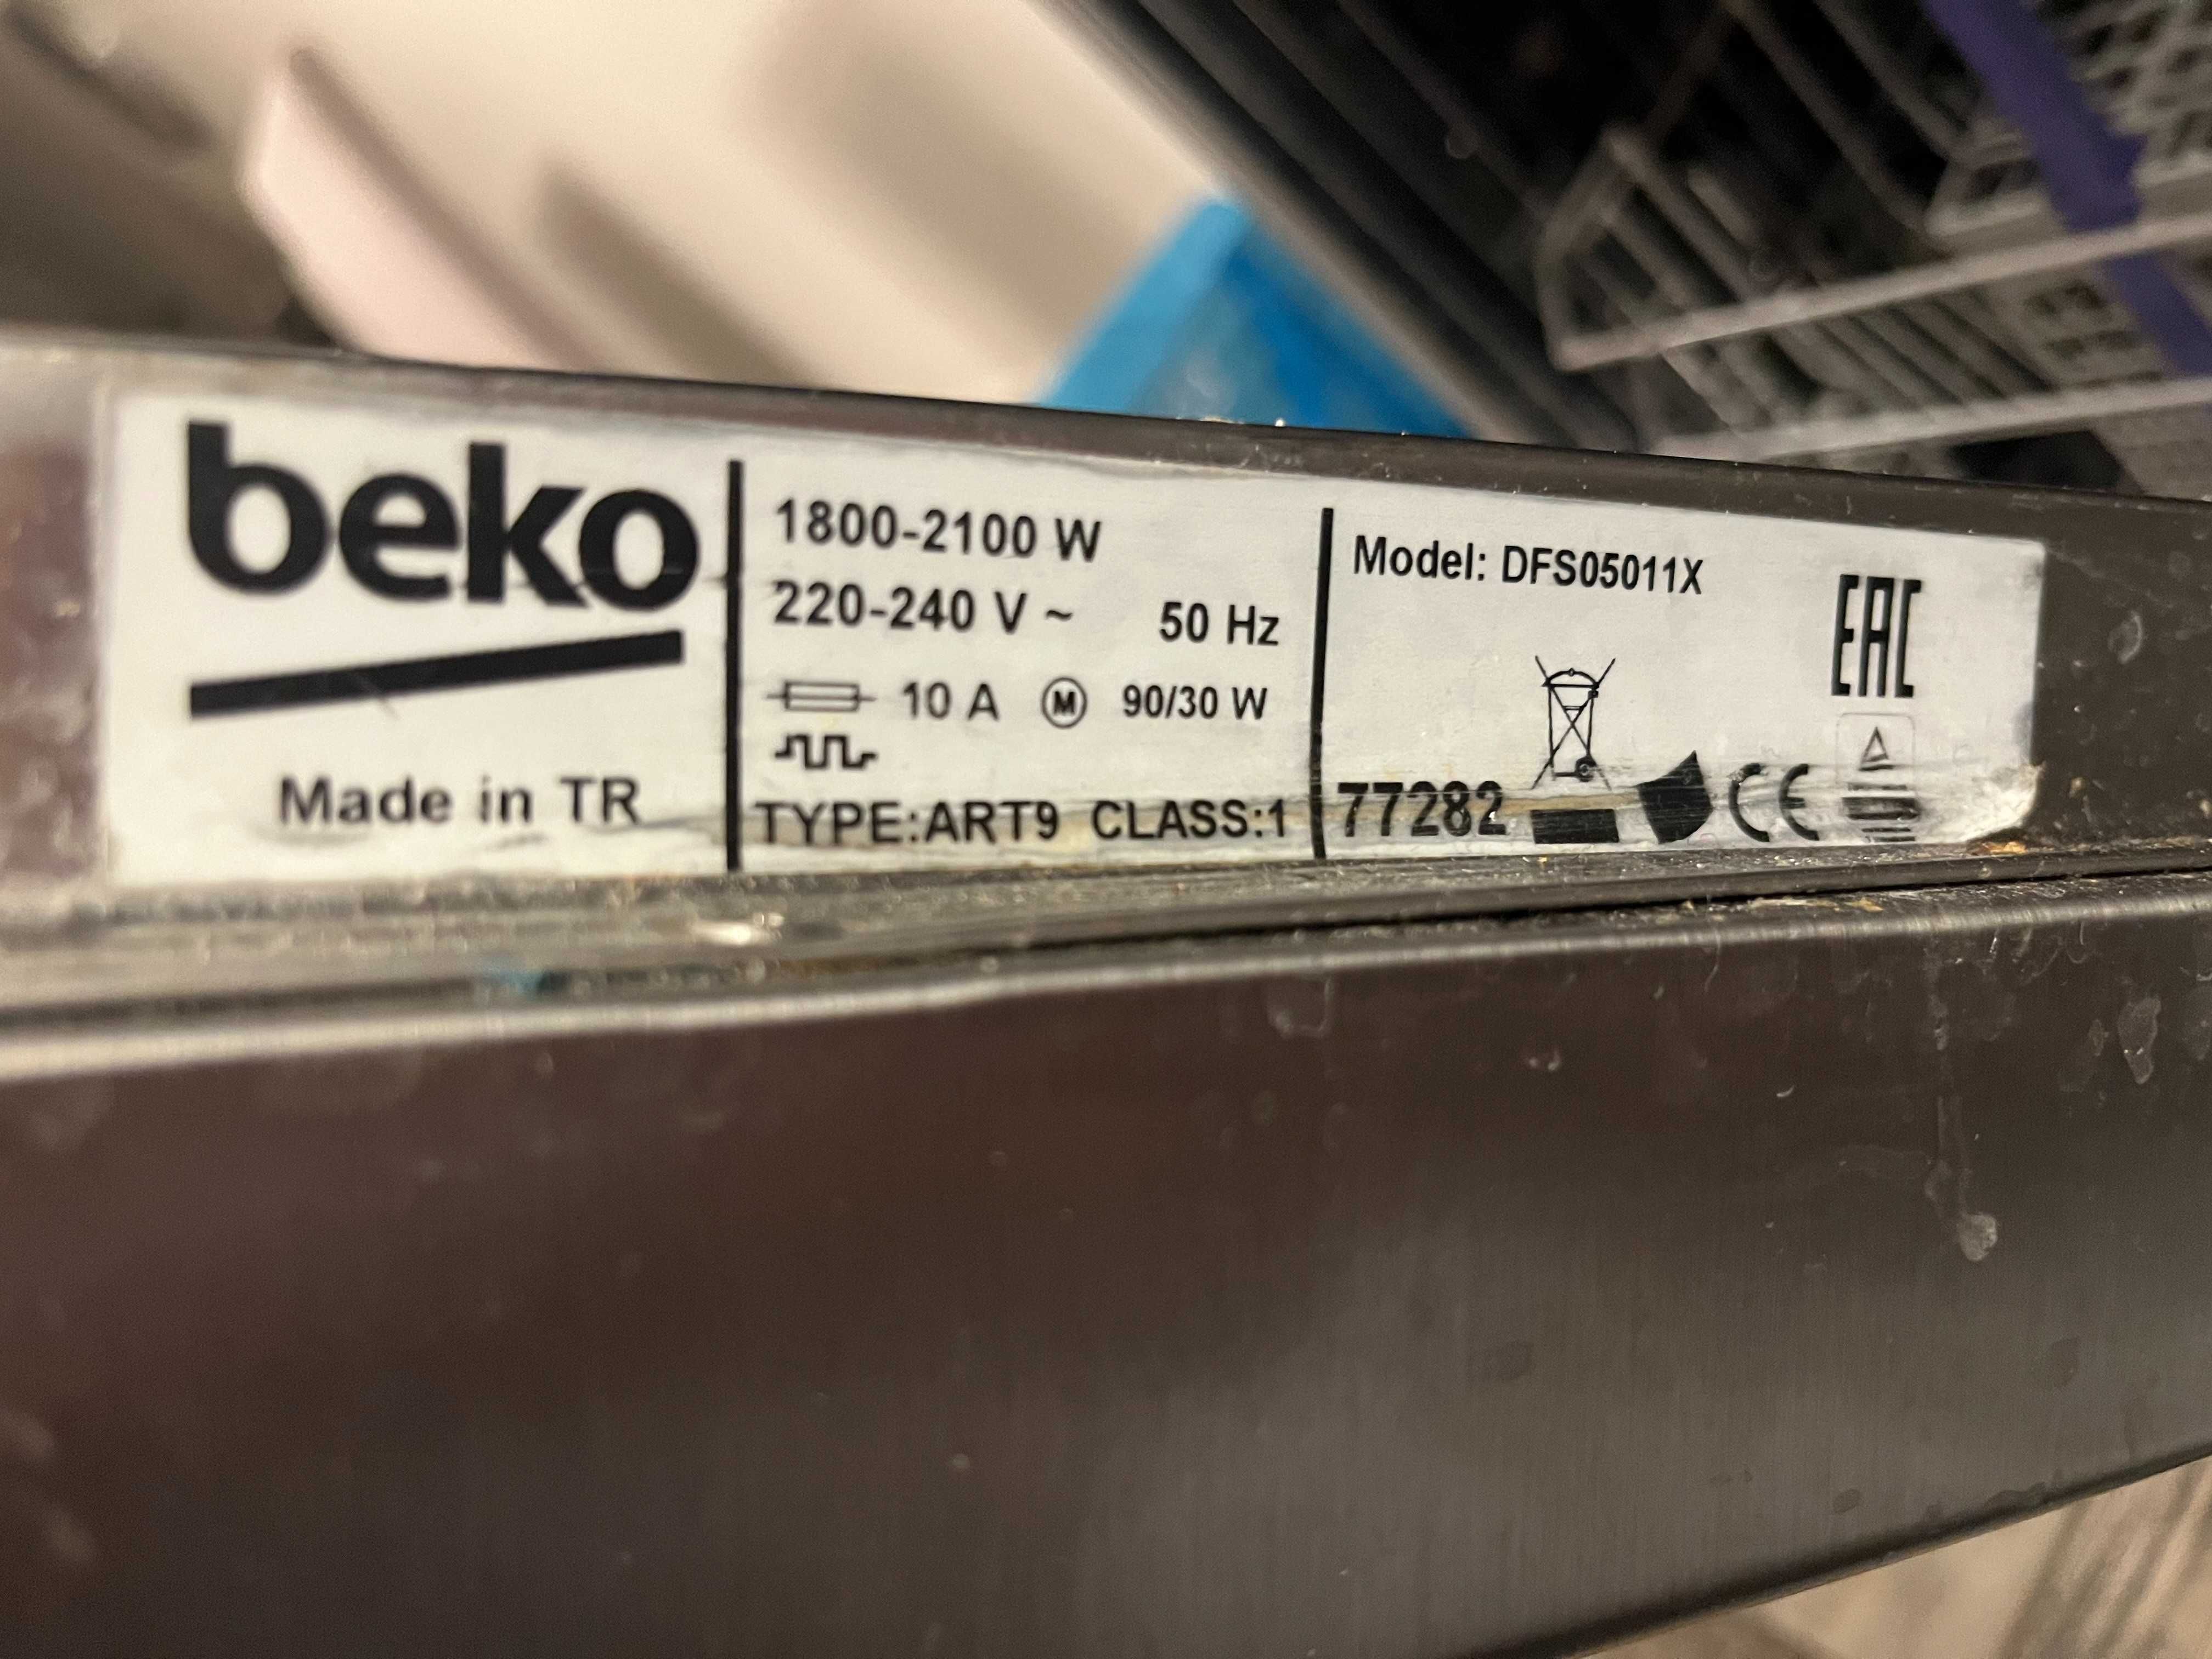 beko
Made in TR
1800-2100 W
220-240 V ~ 50 Hz
10 A M 90/30 W
TYPE:ART9 CLASS:1
Model: DFS05011X
EAC
77282 CE